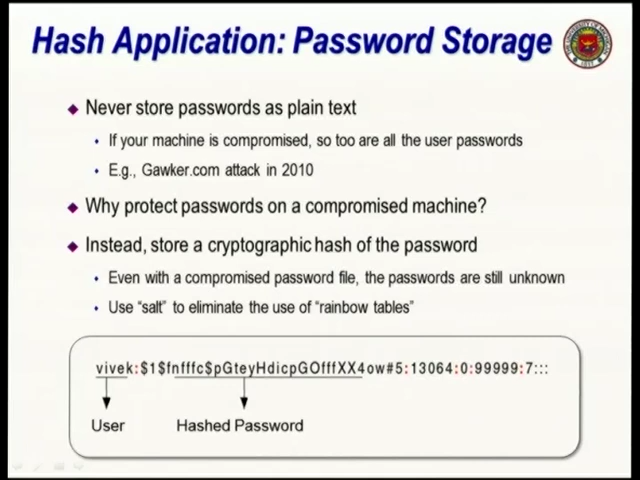 Hash Application: Password Storage
Never store passwords as plain text
If your machine is compromised, so too are all the user passwords
E.g., Gawker.com attack in 2010
Why protect passwords on a compromised machine?
Instead, store a cryptographic hash of the password
Even with a compromised password file, the passwords are still unknown
Use “salt” to eliminate the use of “rainbow tables”
vivek:$1$fnfffc$pGteyHdicpGOfffXX4ow#5:13064:0:99999:7:::
User
Hashed Password